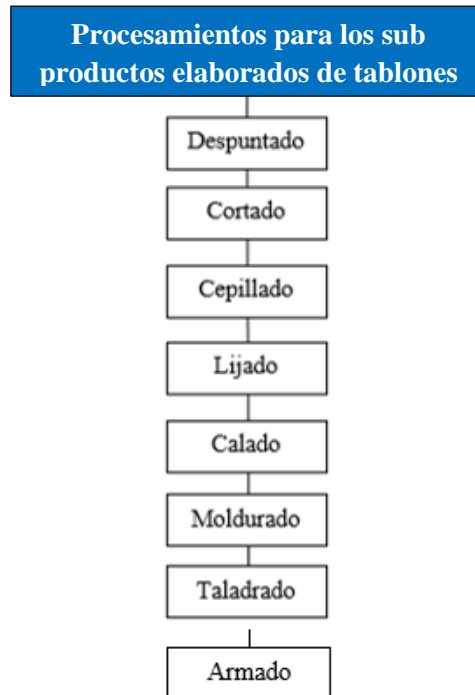 Procesamientos para los sub
productos elaborados de tablones
Despuntado
Cortado
Cepillado
Lijado
Calado
Moldurado
Taladrado
Armado